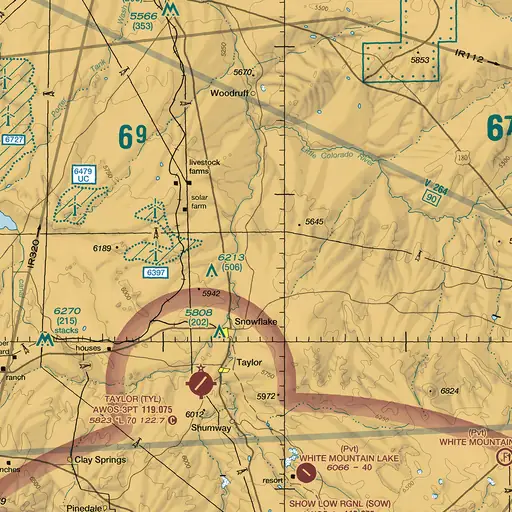 5566
(353)
IR112
5853
5670
Woodruff
Porter Tank
6727
6⁹
6⁷
Little Colorado River
180
6479
UC
livestock
farms
solar
farm
V 264
90
5645
6189
IR320
6397
6213
(506)
5942
6270
(215)
stacks
5808
(202)
Snowflake
houses
ranch
Taylor
TAYLOR (TYL)
AWOS-3PT 119.075
5823 *L 70 122.7 C
6012
5972
6824
Shumway
(Pvt)
WHITE MOUNTAIN LAKE
6066 - 40
(Pvt)
WHITE MOUNTAIN
Clay Springs
resort
Pinedale
SHOW LOW RGNL (SOW)